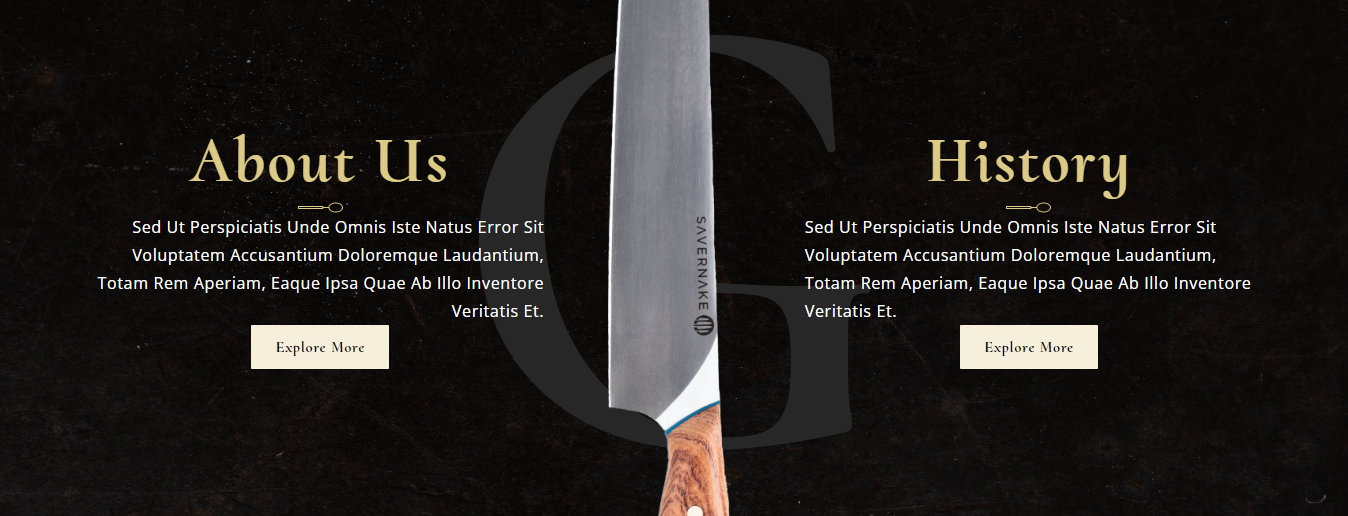 About Us
Sed Ut Perspiciatis Unde Omnis Iste Natus Error Sit
Voluptatem Accusantium Doloremque Laudantium,
Totam Rem Aperiam, Eaque Ipsa Quae Ab Illo Inventore
Veritatis Et.
Explore More
G
SAVERNAKE
History
Sed Ut Perspiciatis Unde Omnis Iste Natus Error Sit
Voluptatem Accusantium Doloremque Laudantium,
Totam Rem Aperiam, Eaque Ipsa Quae Ab Illo Inventore
Veritatis Et.
Explore More